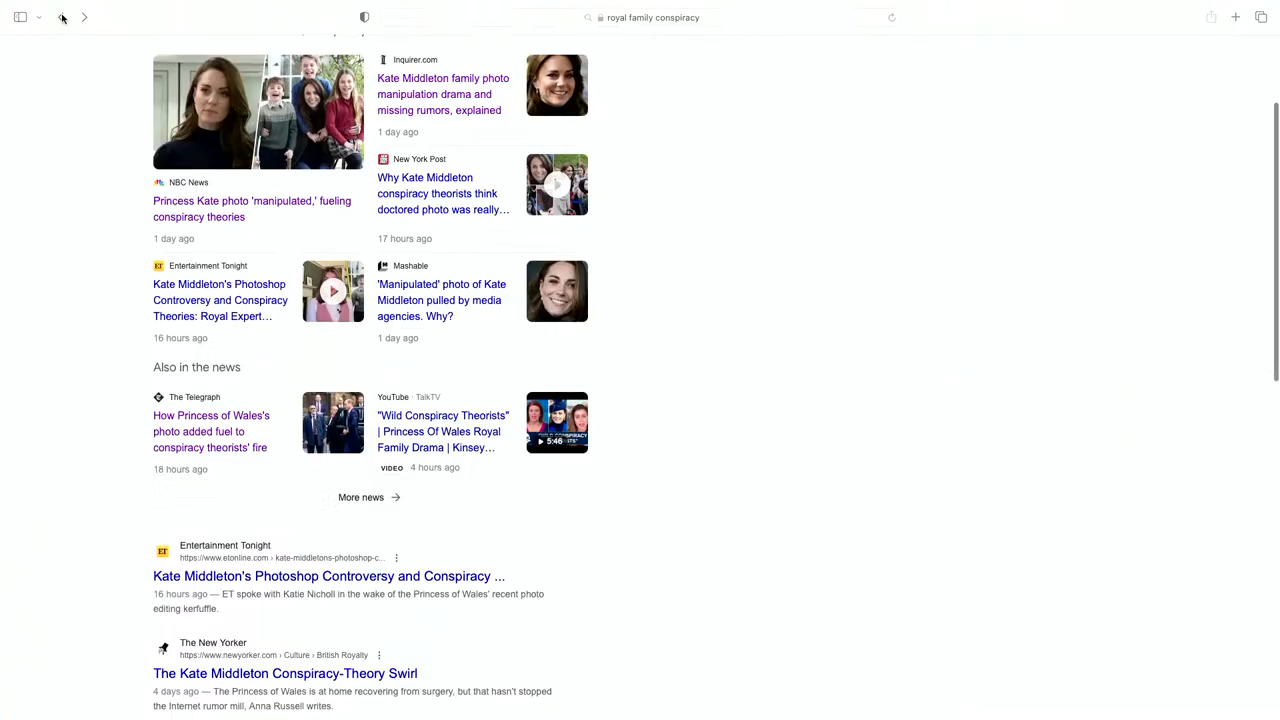 royal family conspiracy
Inquirer.com
Kate Middleton family photo
manipulation drama and
missing rumors, explained
1 day ago
NBC News
Princess Kate photo 'manipulated,' fueling
conspiracy theories
1 day ago
New York Post
Why Kate Middleton
conspiracy theorists think
doctored photo was really...
17 hours ago
ET Entertainment Tonight
Kate Middleton's Photoshop
Controversy and Conspiracy
Theories: Royal Expert...
16 hours ago
Mashable
'Manipulated' photo of Kate
Middleton pulled by media
agencies. Why?
1 day ago
Also in the news
The Telegraph
How Princess of Wales's
photo added fuel to
conspiracy theorists' fire
18 hours ago
YouTube · TalkTV
"Wild Conspiracy Theorists"
| Princess Of Wales Royal
Family Drama | Kinsey...
VIDEO 4 hours ago
5:46
More news
ET
Entertainment Tonight
https://www.etonline.com › kate-middletons-photoshop-c...
Kate Middleton's Photoshop Controversy and Conspiracy ...
16 hours ago — ET spoke with Katie Nicholl in the wake of the Princess of Wales' recent photo
editing kerfuffle.
The New Yorker
https://www.newyorker.com › Culture › British Royalty
The Kate Middleton Conspiracy-Theory Swirl
4 days ago — The Princess of Wales is at home recovering from surgery, but that hasn't stopped
the Internet rumor mill, Anna Russell writes.